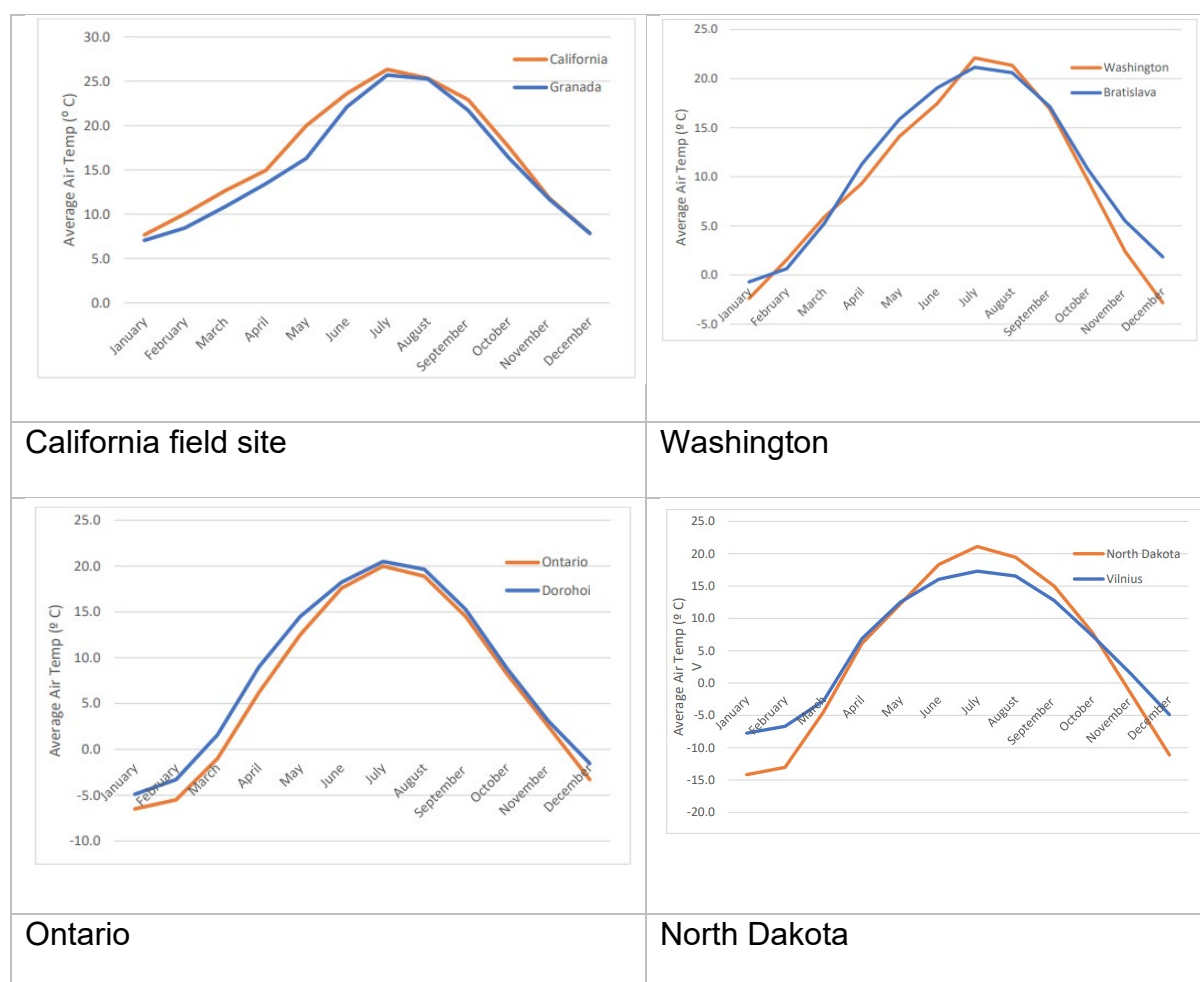 30.0
25.0
20.0
15.0
10.0
5.0
0.0
Average Air Temp (º C)
California
Granada
January
February
March
April
May
June
July
August
September
October
November
December
25.0
20.0
15.0
10.0
5.0
0.0
-5.0
Average Air Temp (º C)
Washington
Bratislava
January
February
March
April
May
June
July
August
September
October
November
December
California field site
Washington
25.0
20.0
15.0
10.0
5.0
0.0
-5.0
-10.0
Average Air Temp (º C)
Ontario
Dorohoi
January
February
March
April
May
June
July
August
September
October
November
December
25.0
20.0
15.0
10.0
5.0
0.0
-5.0
-10.0
-15.0
-20.0
Average Air Temp (º C)
V
North Dakota
Vilnius
January
February
March
April
May
June
July
August
September
October
November
December
Ontario
North Dakota